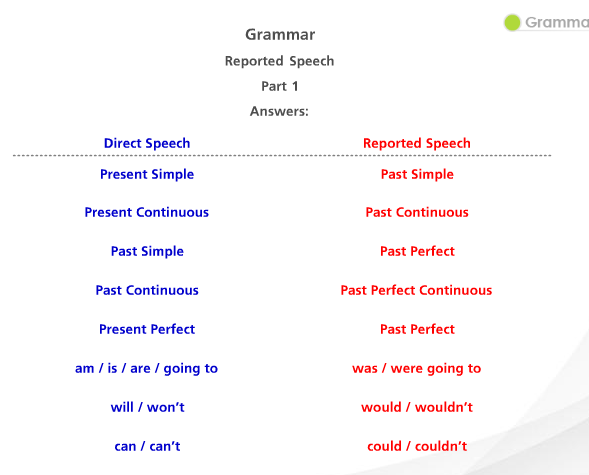 Gramma
Grammar
Reported Speech
Part 1
Answers:
Direct Speech Reported Speech
Present Simple Past Simple
Present Continuous Past Continuous
Past Simple Past Perfect
Past Continuous Past Perfect Continuous
Present Perfect Past Perfect
am / is / are / going to was / were going to
will / won’t would / wouldn’t
can / can’t could / couldn’t